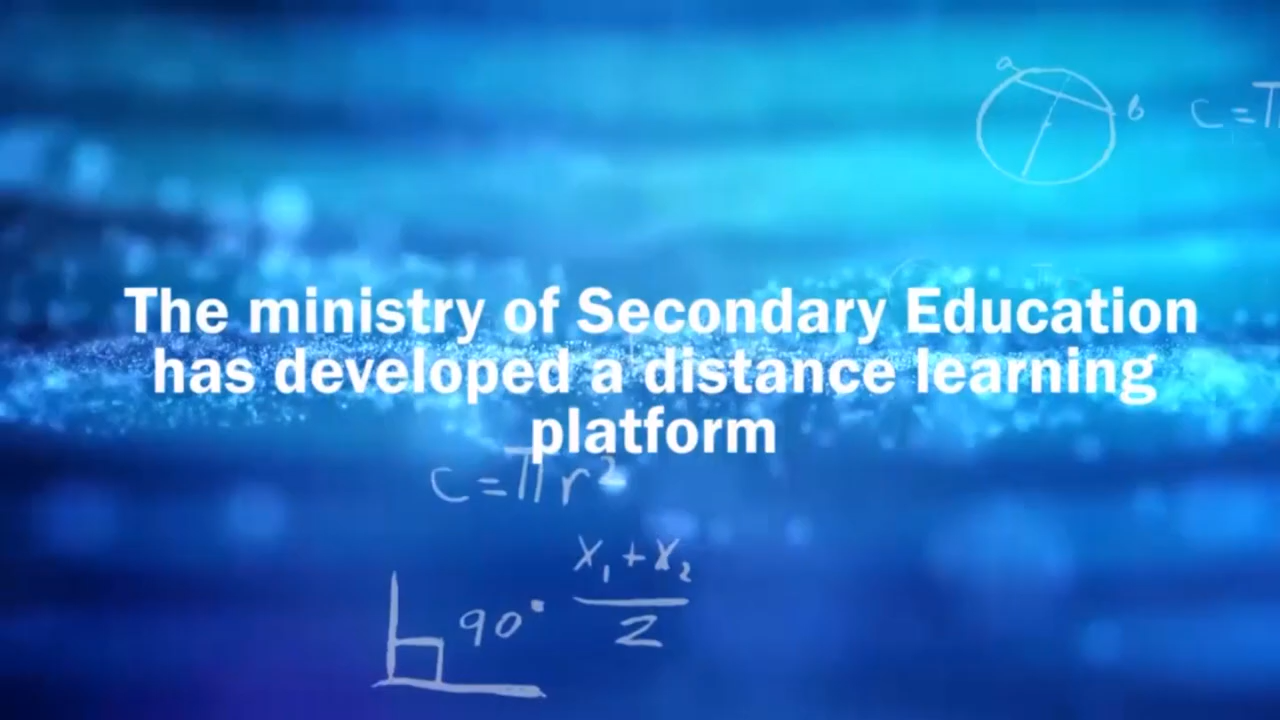 a
b
c=π
The ministry of Secondary Education
has developed a distance learning
platform
c=πr²
x₁+x₂
2
90°